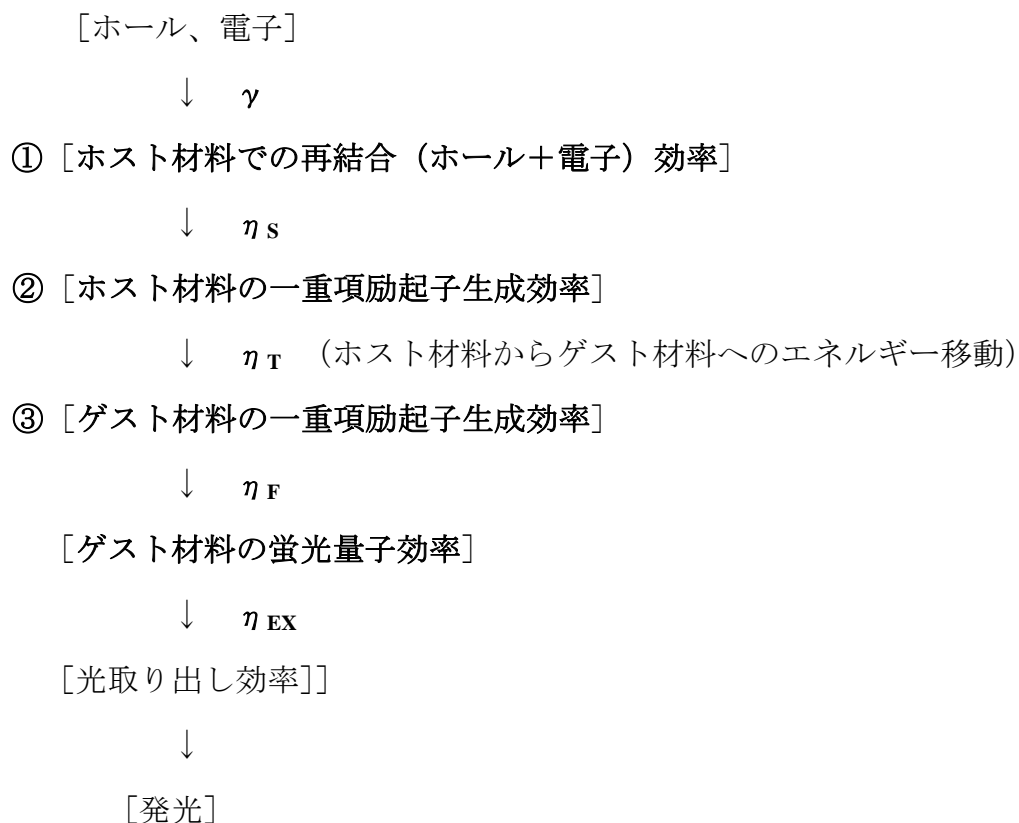 [ホール、電子]
↓ γ
① [ホスト材料での再結合(ホール+電子)効率]
↓ ηS
② [ホスト材料の一重項励起子生成効率]
↓ ηT (ホスト材料からゲスト材料へのエネルギー移動)
③ [ゲスト材料の一重項励起子生成効率]
↓ ηF
[ゲスト材料の蛍光量子効率]
↓ ηEX
[光取り出し効率]]
↓
[発光]